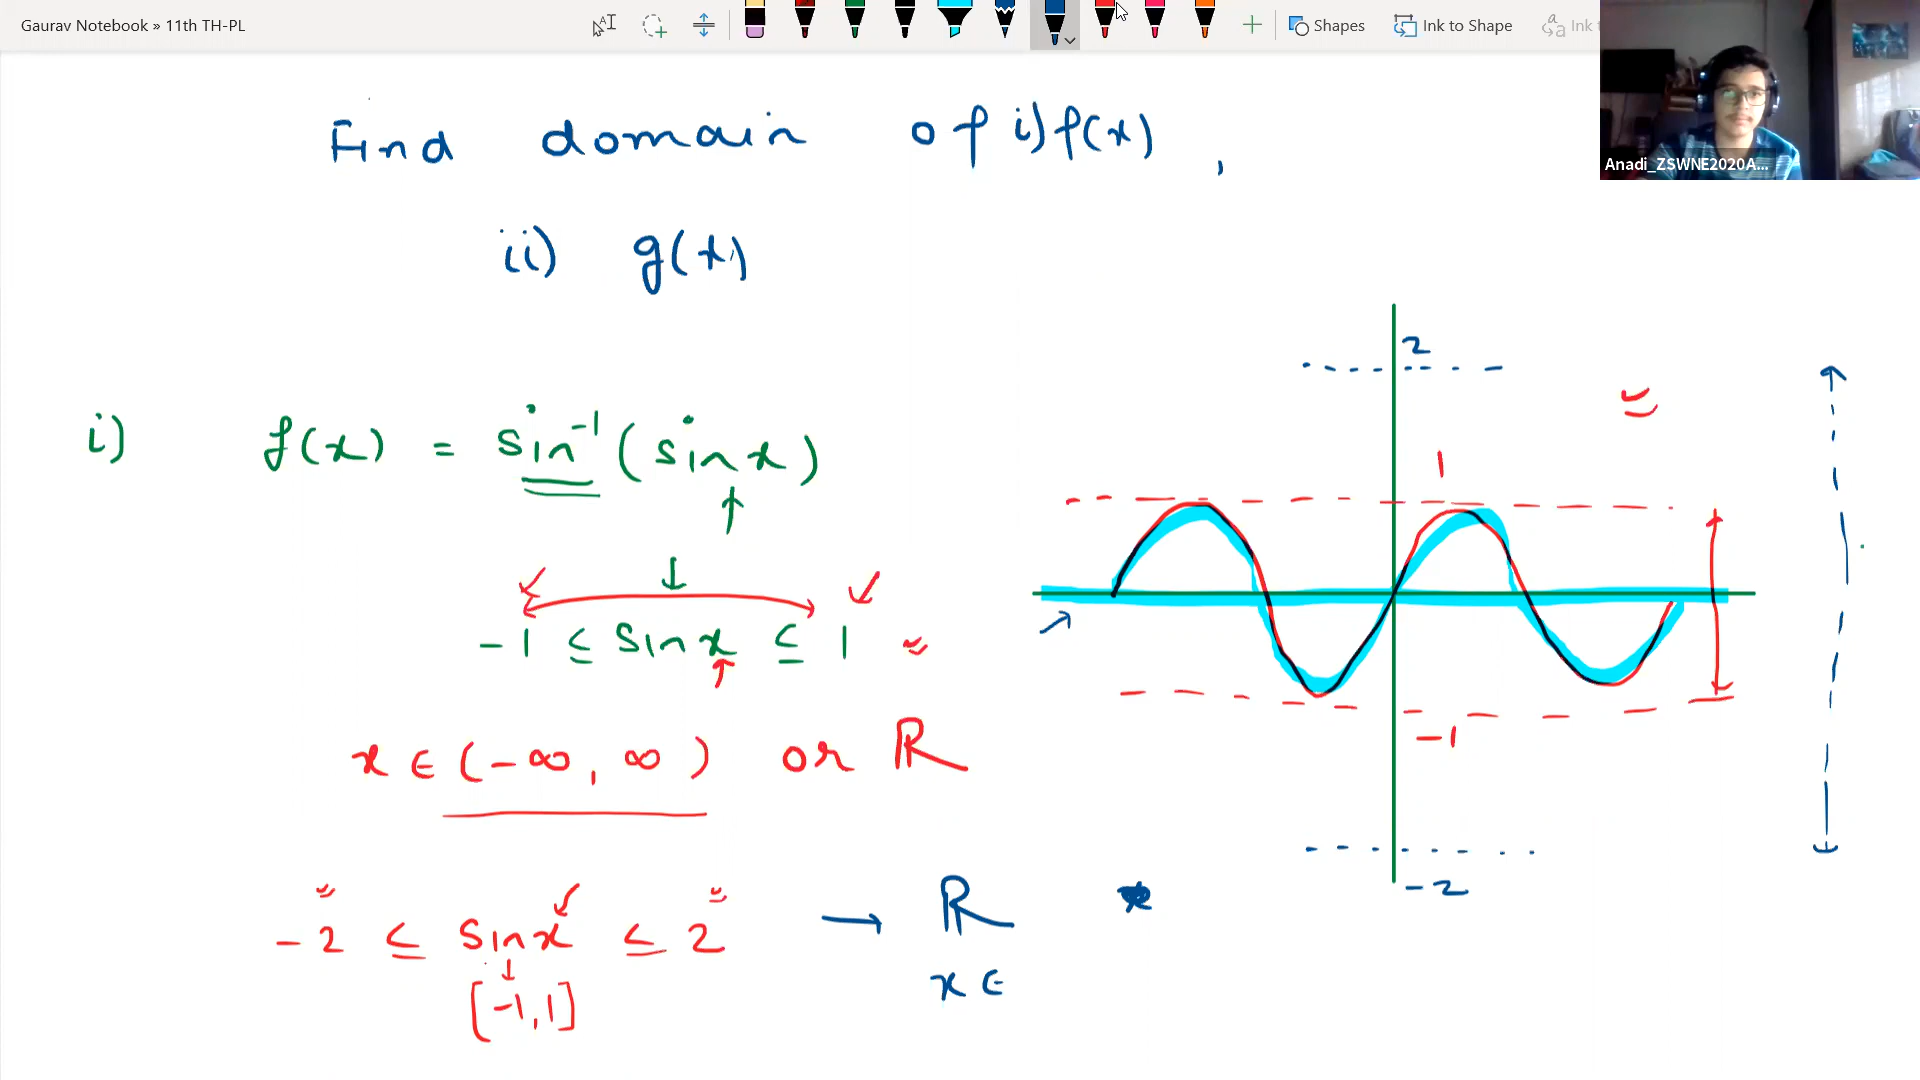 Gaurav Notebook » 11th TH-PL
Shapes
Ink to Shape
Ink
Anadi_ZSWNE2020A...
Find domain of i) f(x) ,
ii) g(x)
i) f(x) = sin⁻¹(sin x)
-1 ≤ sin x ≤ 1
x ∈ (-∞, ∞) or ℝ
-2 ≤ sin x ≤ 2 → ℝ
[-1, 1]
x ∈
2
1
-1
-2